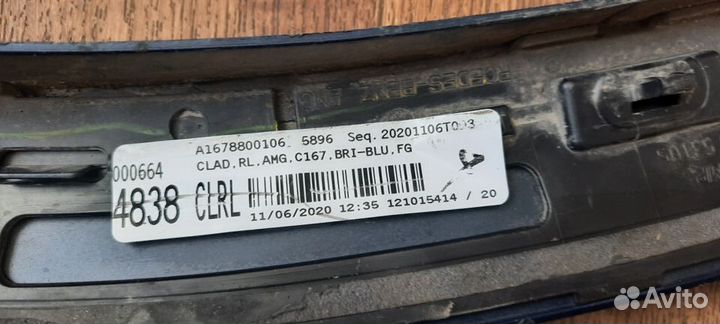 A1678800106 5896 Seq.20201106T093
CLAD,RL,AMG,C167,BRI-BLU,FG
000664
4838 CLRL
11/06/2020 12:35 121015414 / 20
Avito